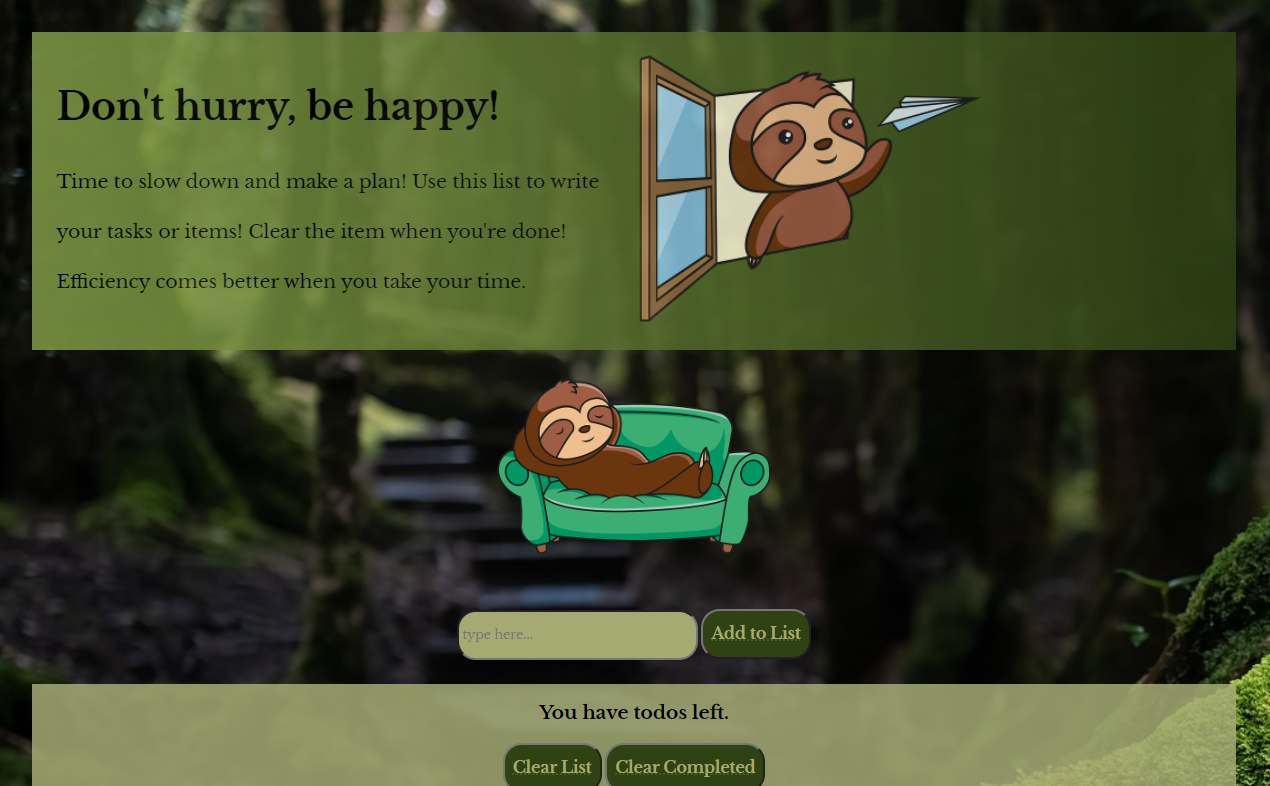 Don't hurry, be happy!
Time to slow down and make a plan! Use this list to write
your tasks or items! Clear the item when you're done!
Efficiency comes better when you take your time.
type here...
Add to List
You have todos left.
Clear List
Clear Completed